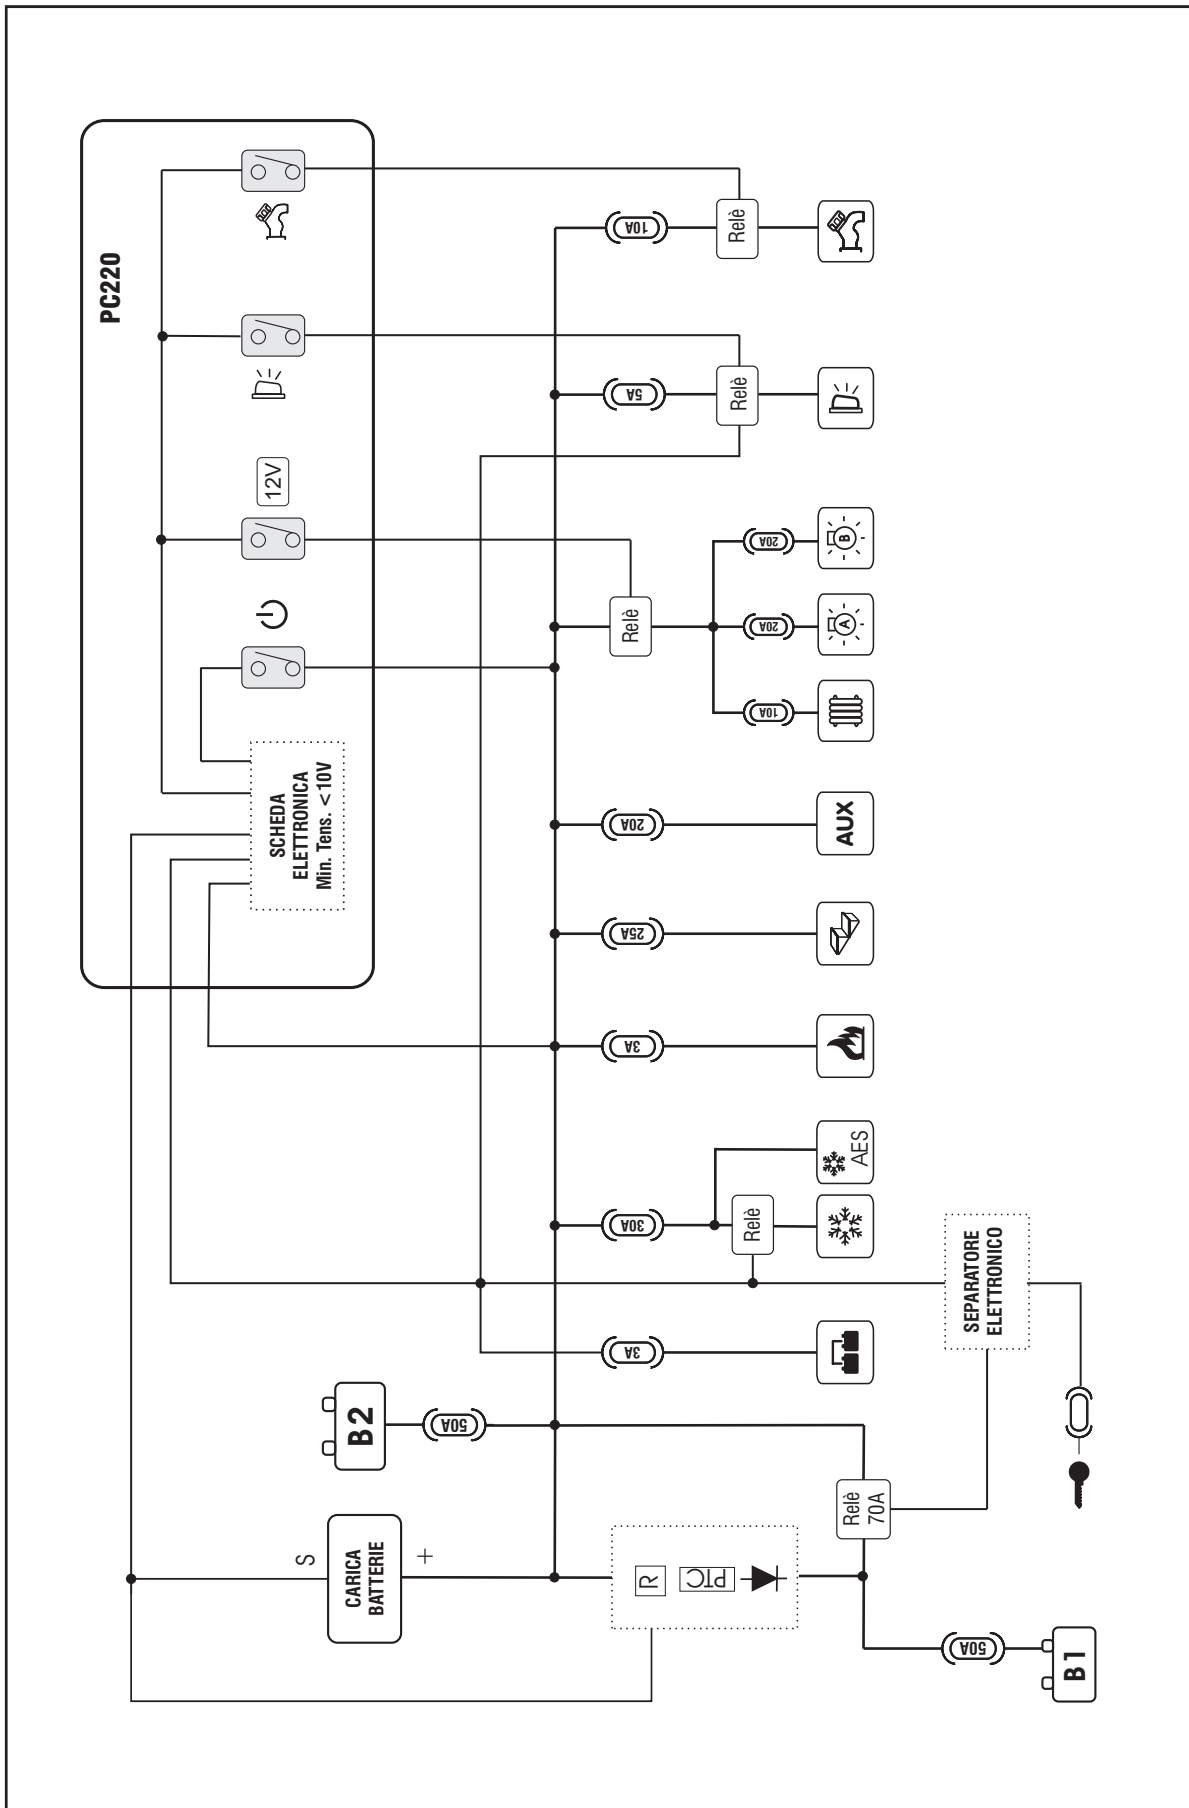 PC220
12V
SCHEDA
ELETTRONICA
Min. Tens. <10V
10A
Relè
5A
Relè
Relè
20A
B
20A
A
10A
20A
AUX
25A
3A
30A
AES
Relè
3A
SEPARATORE
ELETTRONICO
B2
50A
S
CARICA
BATTERIE
+
R
PTC
Relè
70A
50A
B1